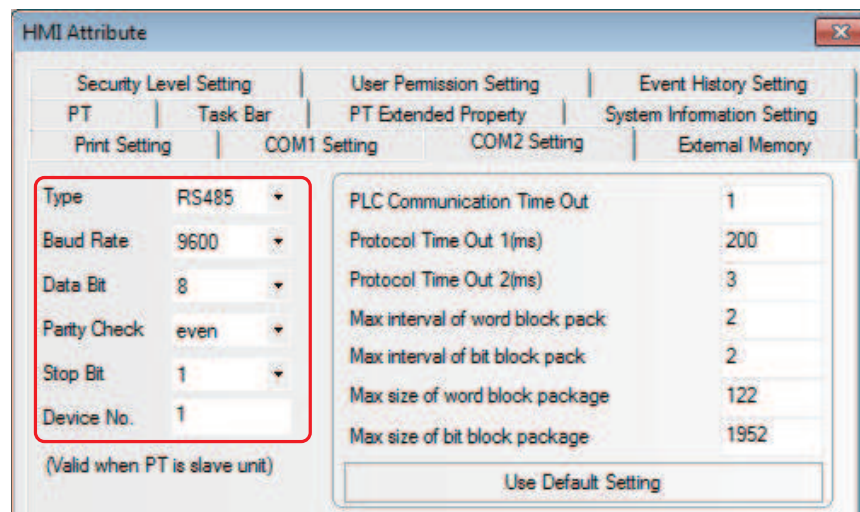 HMI Attribute
Security Level Setting
User Permission Setting
Event History Setting
PT
Task Bar
PT Extended Property
System Information Setting
Print Setting
COM1 Setting
COM2 Setting
External Memory
Type RS485
Baud Rate 9600
Data Bit 8
Parity Check even
Stop Bit 1
Device No. 1
(Valid when PT is slave unit)
PLC Communication Time Out 1
Protocol Time Out 1(ms) 200
Protocol Time Out 2(ms) 3
Max interval of word block pack 2
Max interval of bit block pack 2
Max size of word block package 122
Max size of bit block package 1952
Use Default Setting